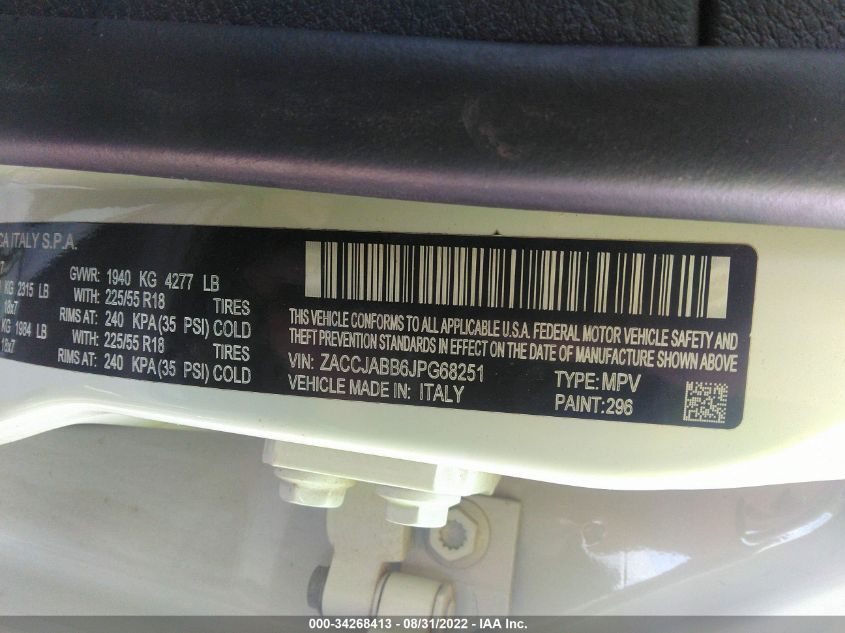 CA ITALY S.P.A.
GVWR: 1940 KG 4277 LB
KG 2315 LB WITH: 225/55 R18 TIRES
18x7 RIMS AT: 240 KPA(35 PSI) COLD
KG 1984 LB WITH: 225/55 R18 TIRES
18x7 RIMS AT: 240 KPA(35 PSI) COLD
THIS VEHICLE CONFORMS TO ALL APPLICABLE U.S.A. FEDERAL MOTOR VEHICLE SAFETY AND
THEFT PREVENTION STANDARDS IN EFFECT ON THE DATE OF MANUFACTURE SHOWN ABOVE
VIN: ZACCJABB6JPG68251 TYPE: MPV
VEHICLE MADE IN: ITALY PAINT: 296
000-34268413 - 08/31/2022 - IAA Inc.